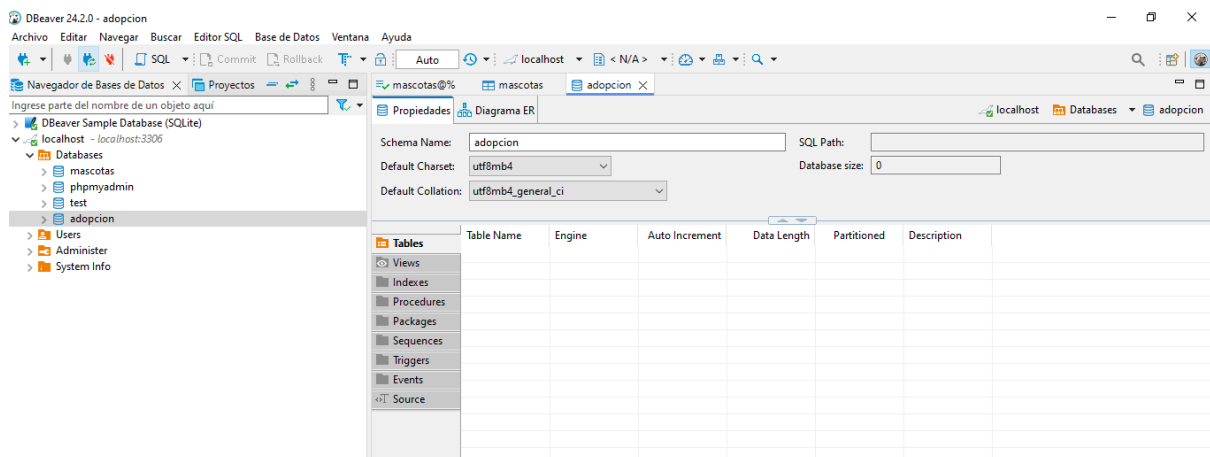 DBeaver 24.2.0 - adopcion
Archivo Editar Navegar Buscar Editor SQL Base de Datos Ventana Ayuda
SQL Commit Rollback Auto localhost < N/A >
Navegador de Bases de Datos Proyectos
Ingrese parte del nombre de un objeto aquí
DBeaver Sample Database (SQLite)
localhost - localhost:3306
Databases
mascotas
phpmyadmin
test
adopcion
Users
Administer
System Info
mascotas@% mascotas adopcion
Propiedades Diagrama ER localhost Databases adopcion
Schema Name: adopcion SQL Path:
Default Charset: utf8mb4 Database size: 0
Default Collation: utf8mb4_general_ci
Tables
Views
Indexes
Procedures
Packages
Sequences
Triggers
Events
Source
Table Name Engine Auto Increment Data Length Partitioned Description